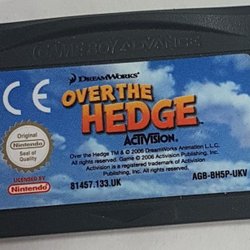 GAME BOY ADVANCE
DREAMWORKS
CE
OVER THE
HEDGE
ACTIVISION
Original
Nintendo
Seal of Quality
Over the Hedge TM & © 2006 DreamWorks Animation L.L.C.
All rights reserved. Game © 2006 Activision Publishing, Inc.
Activision is a registered trademark of Activision
Publishing, Inc. All rights reserved.
LICENSED BY
Nintendo
81457.133.UK
AGB-BH5P-UKV